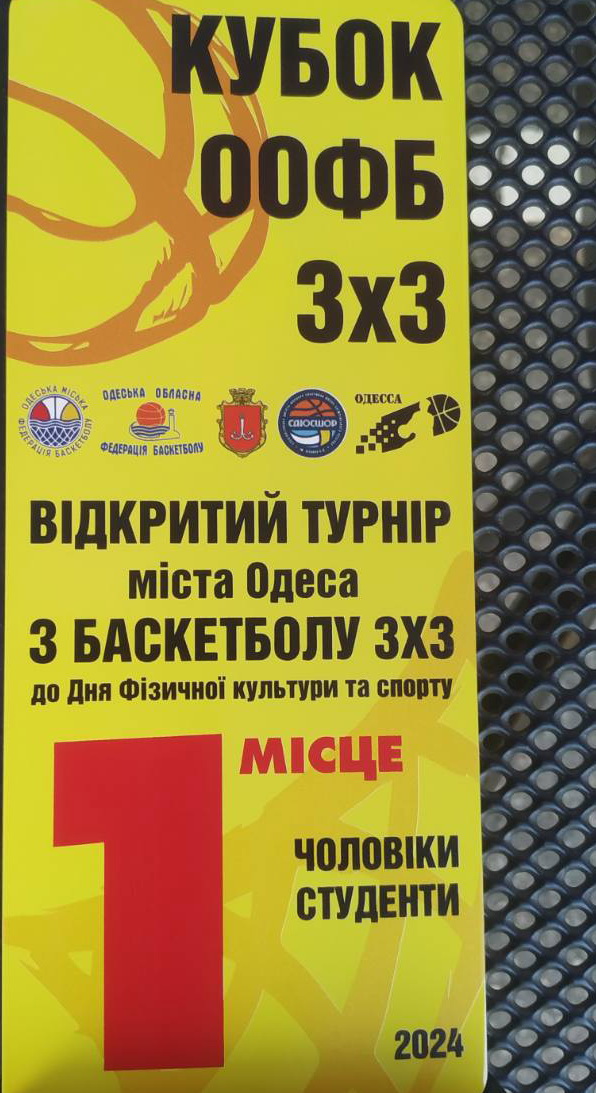 КУБОК
ООФБ
3x3
ОДЕСЬКА МІСЬКА
ФЕДЕРАЦІЯ БАСКЕТБОЛУ
ОДЕСЬКА ОБЛАСНА
ФЕДЕРАЦІЯ БАСКЕТБОЛУ
СДЮСШОР
ОДЕССА
ВІДКРИТИЙ ТУРНІР
міста Одеса
З БАСКЕТБОЛУ 3Х3
до Дня Фізичної культури та спорту
1 МІСЦЕ
ЧОЛОВІКИ
СТУДЕНТИ
2024